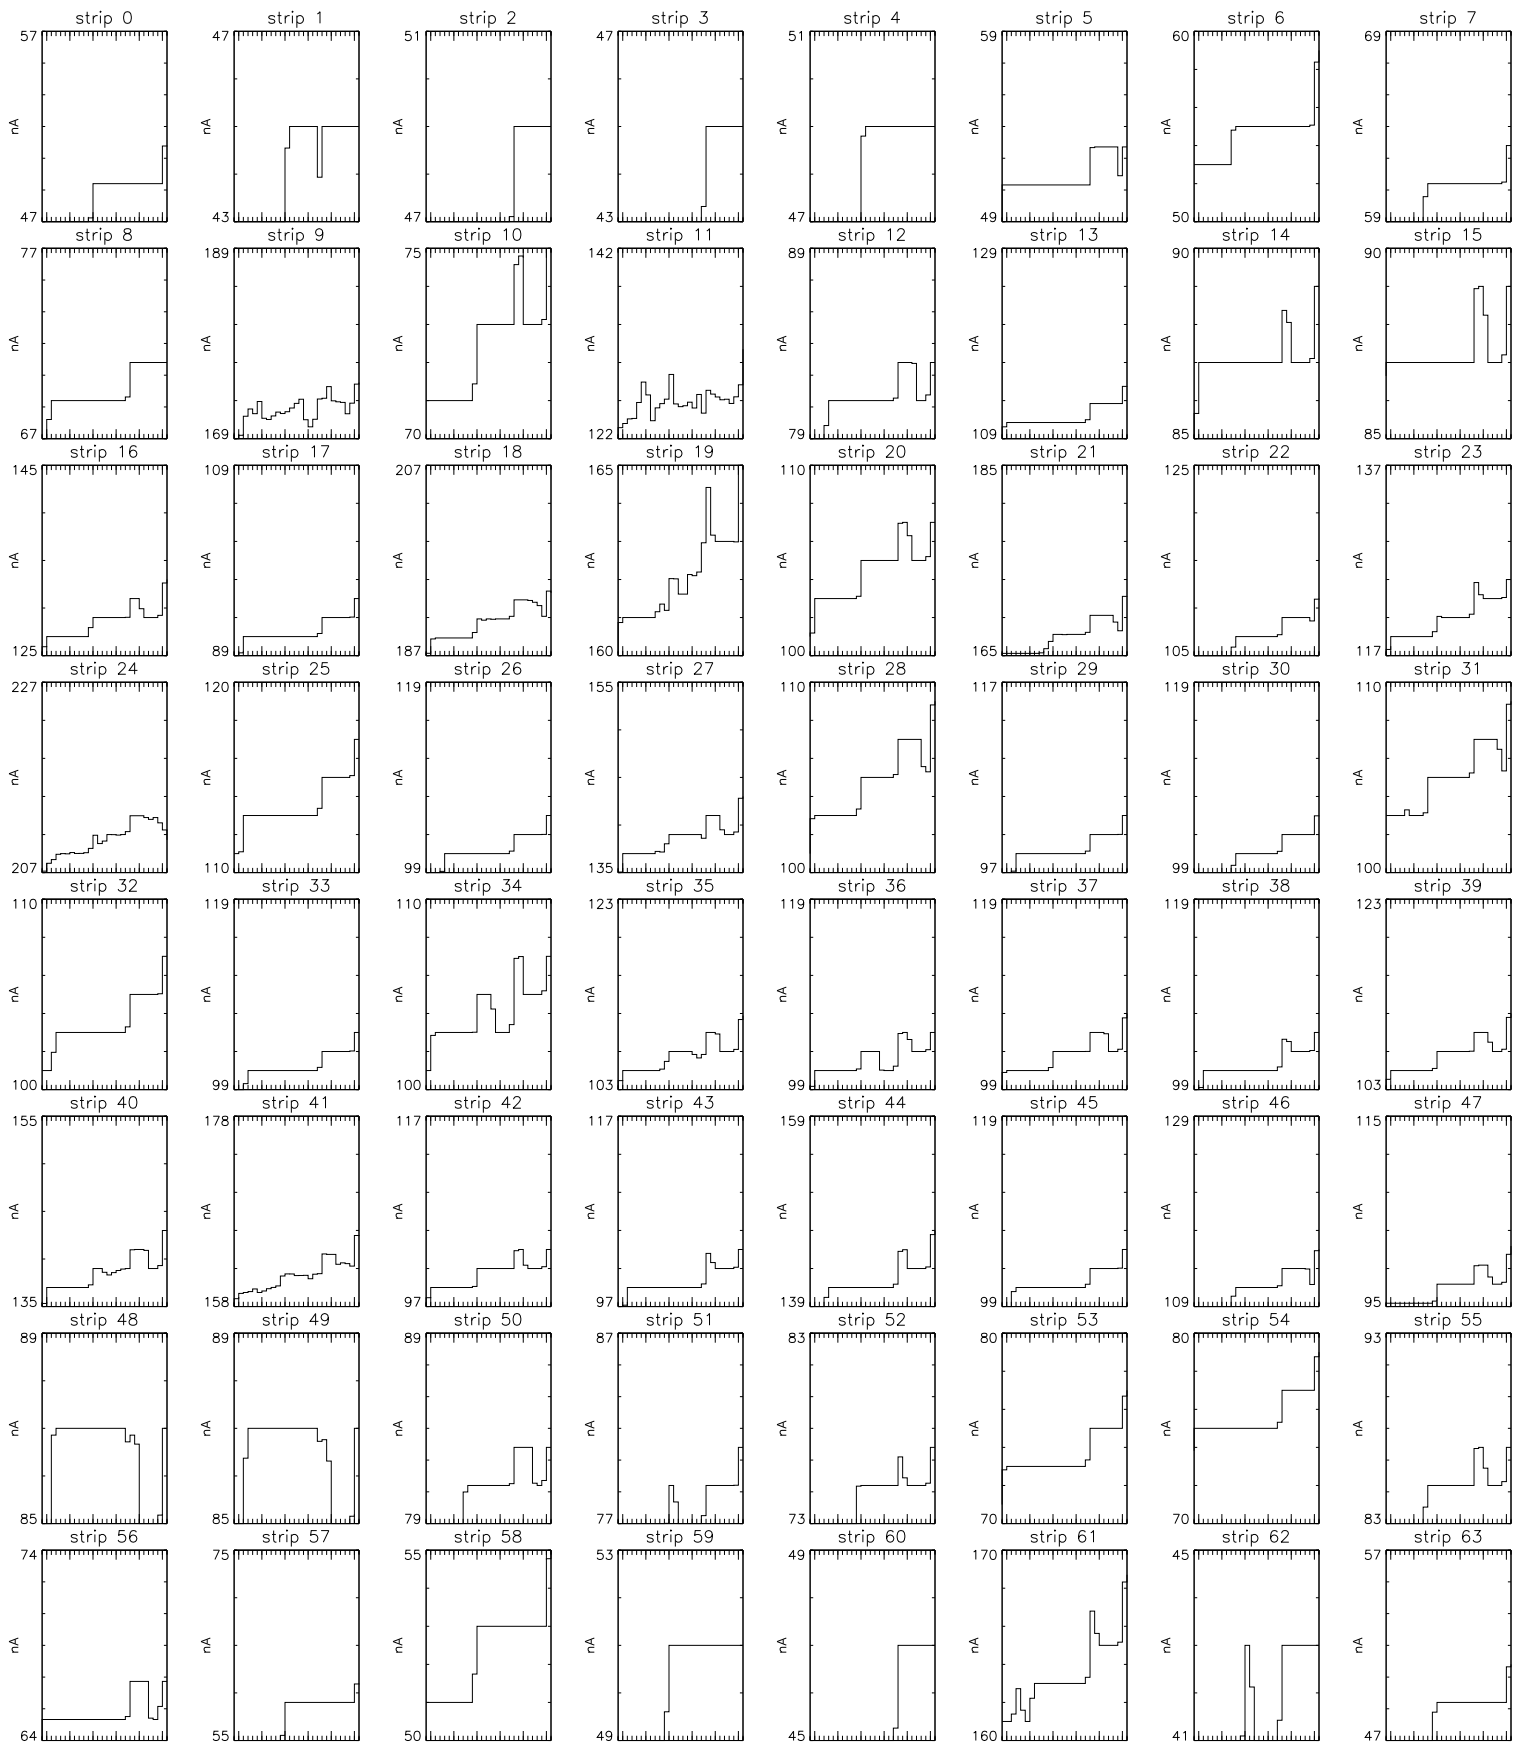 strip 0 strip 1 strip 2 strip 3 strip 4 strip 5 strip 6 strip 7
57 47 51 47 51 59 60 69
nA nA nA nA nA nA nA nA
47 43 47 43 47 49 50 59
strip 8 strip 9 strip 10 strip 11 strip 12 strip 13 strip 14 strip 15
77 189 75 142 89 129 90 90
nA nA nA nA nA nA nA nA
67 169 70 122 79 109 85 85
strip 16 strip 17 strip 18 strip 19 strip 20 strip 21 strip 22 strip 23
145 109 207 165 110 185 125 137
nA nA nA nA nA nA nA nA
125 89 187 160 100 165 105 117
strip 24 strip 25 strip 26 strip 27 strip 28 strip 29 strip 30 strip 31
227 120 119 155 110 117 119 110
nA nA nA nA nA nA nA nA
207 110 99 135 100 97 99 100
strip 32 strip 33 strip 34 strip 35 strip 36 strip 37 strip 38 strip 39
110 119 110 123 119 119 119 123
nA nA nA nA nA nA nA nA
100 99 100 103 99 99 99 103
strip 40 strip 41 strip 42 strip 43 strip 44 strip 45 strip 46 strip 47
155 178 117 117 159 119 129 115
nA nA nA nA nA nA nA nA
135 158 97 97 139 99 109 95
strip 48 strip 49 strip 50 strip 51 strip 52 strip 53 strip 54 strip 55
89 89 89 87 83 80 80 93
nA nA nA nA nA nA nA nA
85 85 79 77 73 70 70 83
strip 56 strip 57 strip 58 strip 59 strip 60 strip 61 strip 62 strip 63
74 75 55 53 49 170 45 57
nA nA nA nA nA nA nA nA
64 55 50 49 45 160 41 47